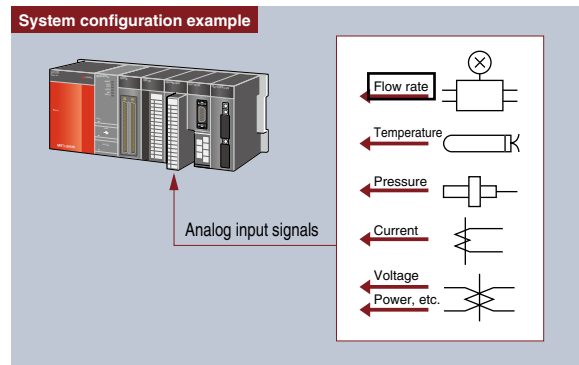 System configuration example
Flow rate
Temperature
Pressure
Current
Voltage
Power, etc.
Analog input signals